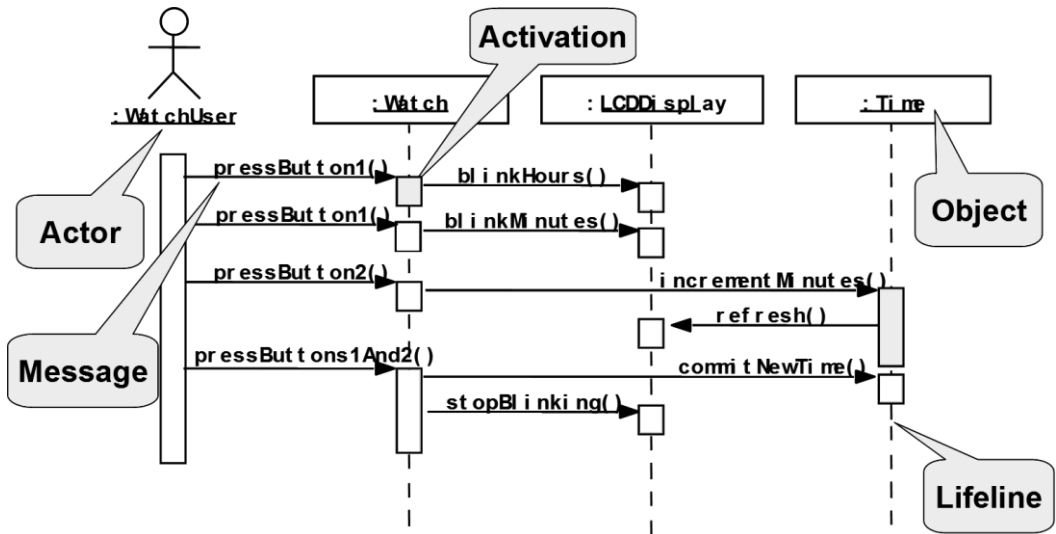 Activation
: Watch
: LCDDisplay
: Time
: WatchUser
pressButton1()
blinkHours()
Actor
Object
pressButton1()
blinkMinutes()
pressButton2()
incrementMinutes()
refresh()
Message
pressButtons1And2()
commitNewTime()
stopBlinking()
Lifeline